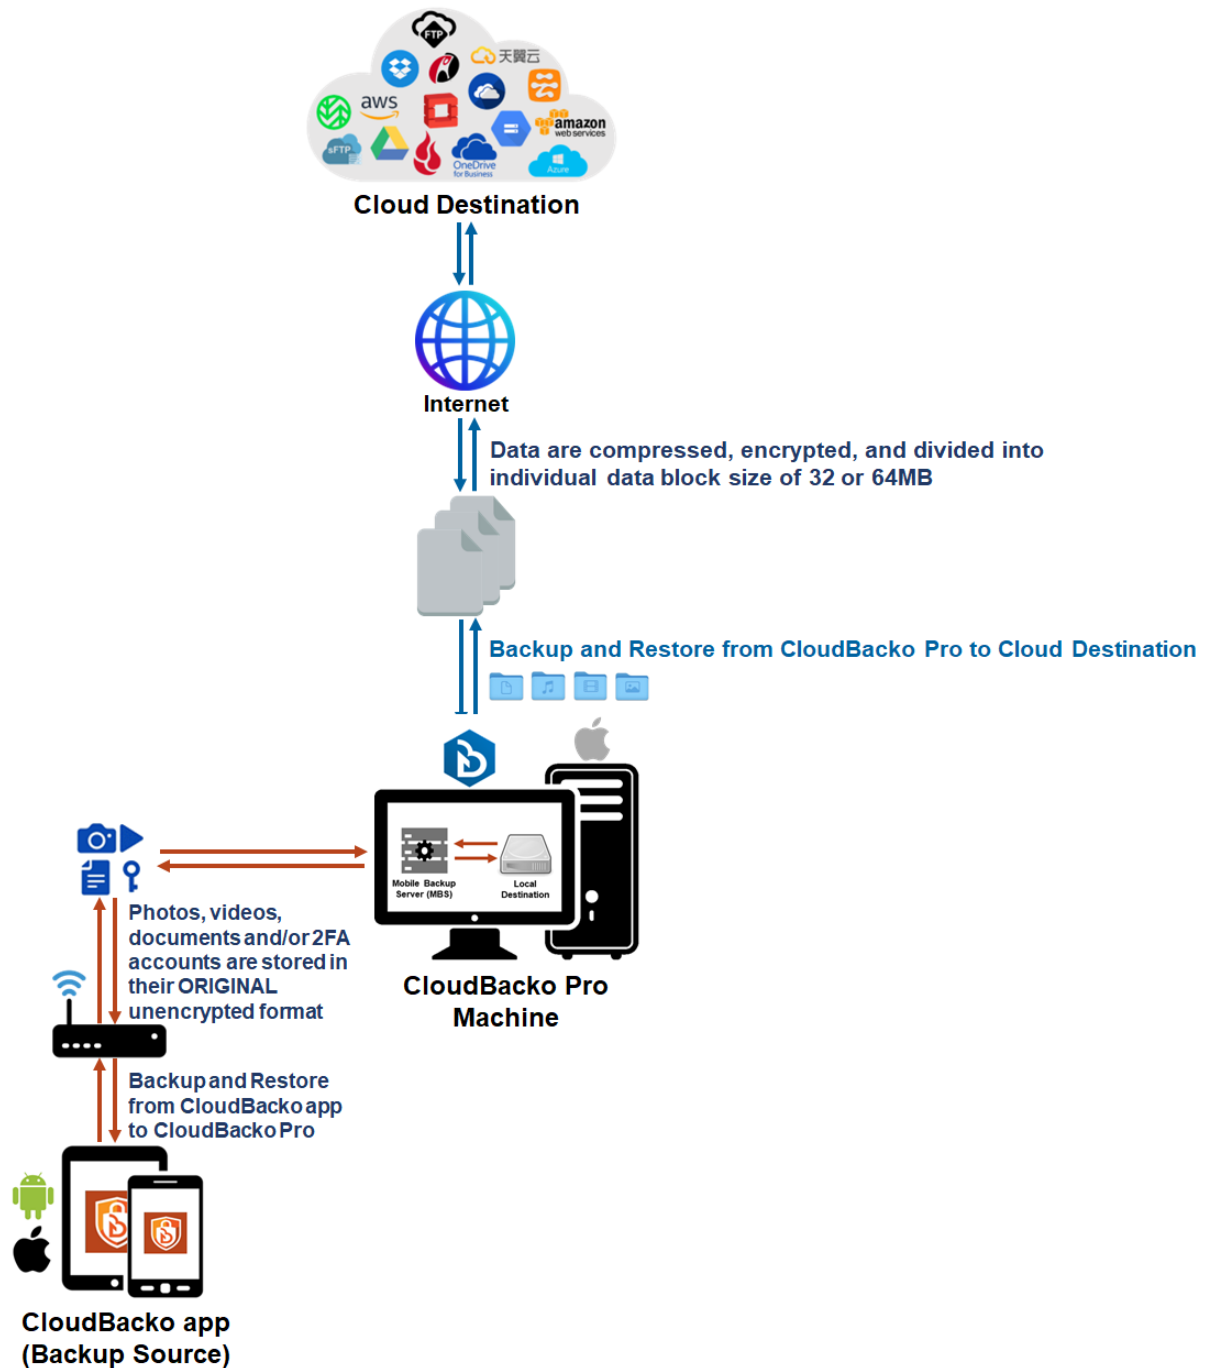 FTP
天翼云
aws
amazon
web services
sFTP
OneDrive
for Business
Azure
Cloud Destination
Internet
Data are compressed, encrypted, and divided into
individual data block size of 32 or 64MB
Backup and Restore from CloudBacko Pro to Cloud Destination
Mobile Backup
Server (MBS)
Local
Destination
CloudBacko Pro
Machine
Photos, videos,
documents and/or 2FA
accounts are stored in
their ORIGINAL
unencrypted format
Backup and Restore
from CloudBacko app
to CloudBacko Pro
CloudBacko app
(Backup Source)